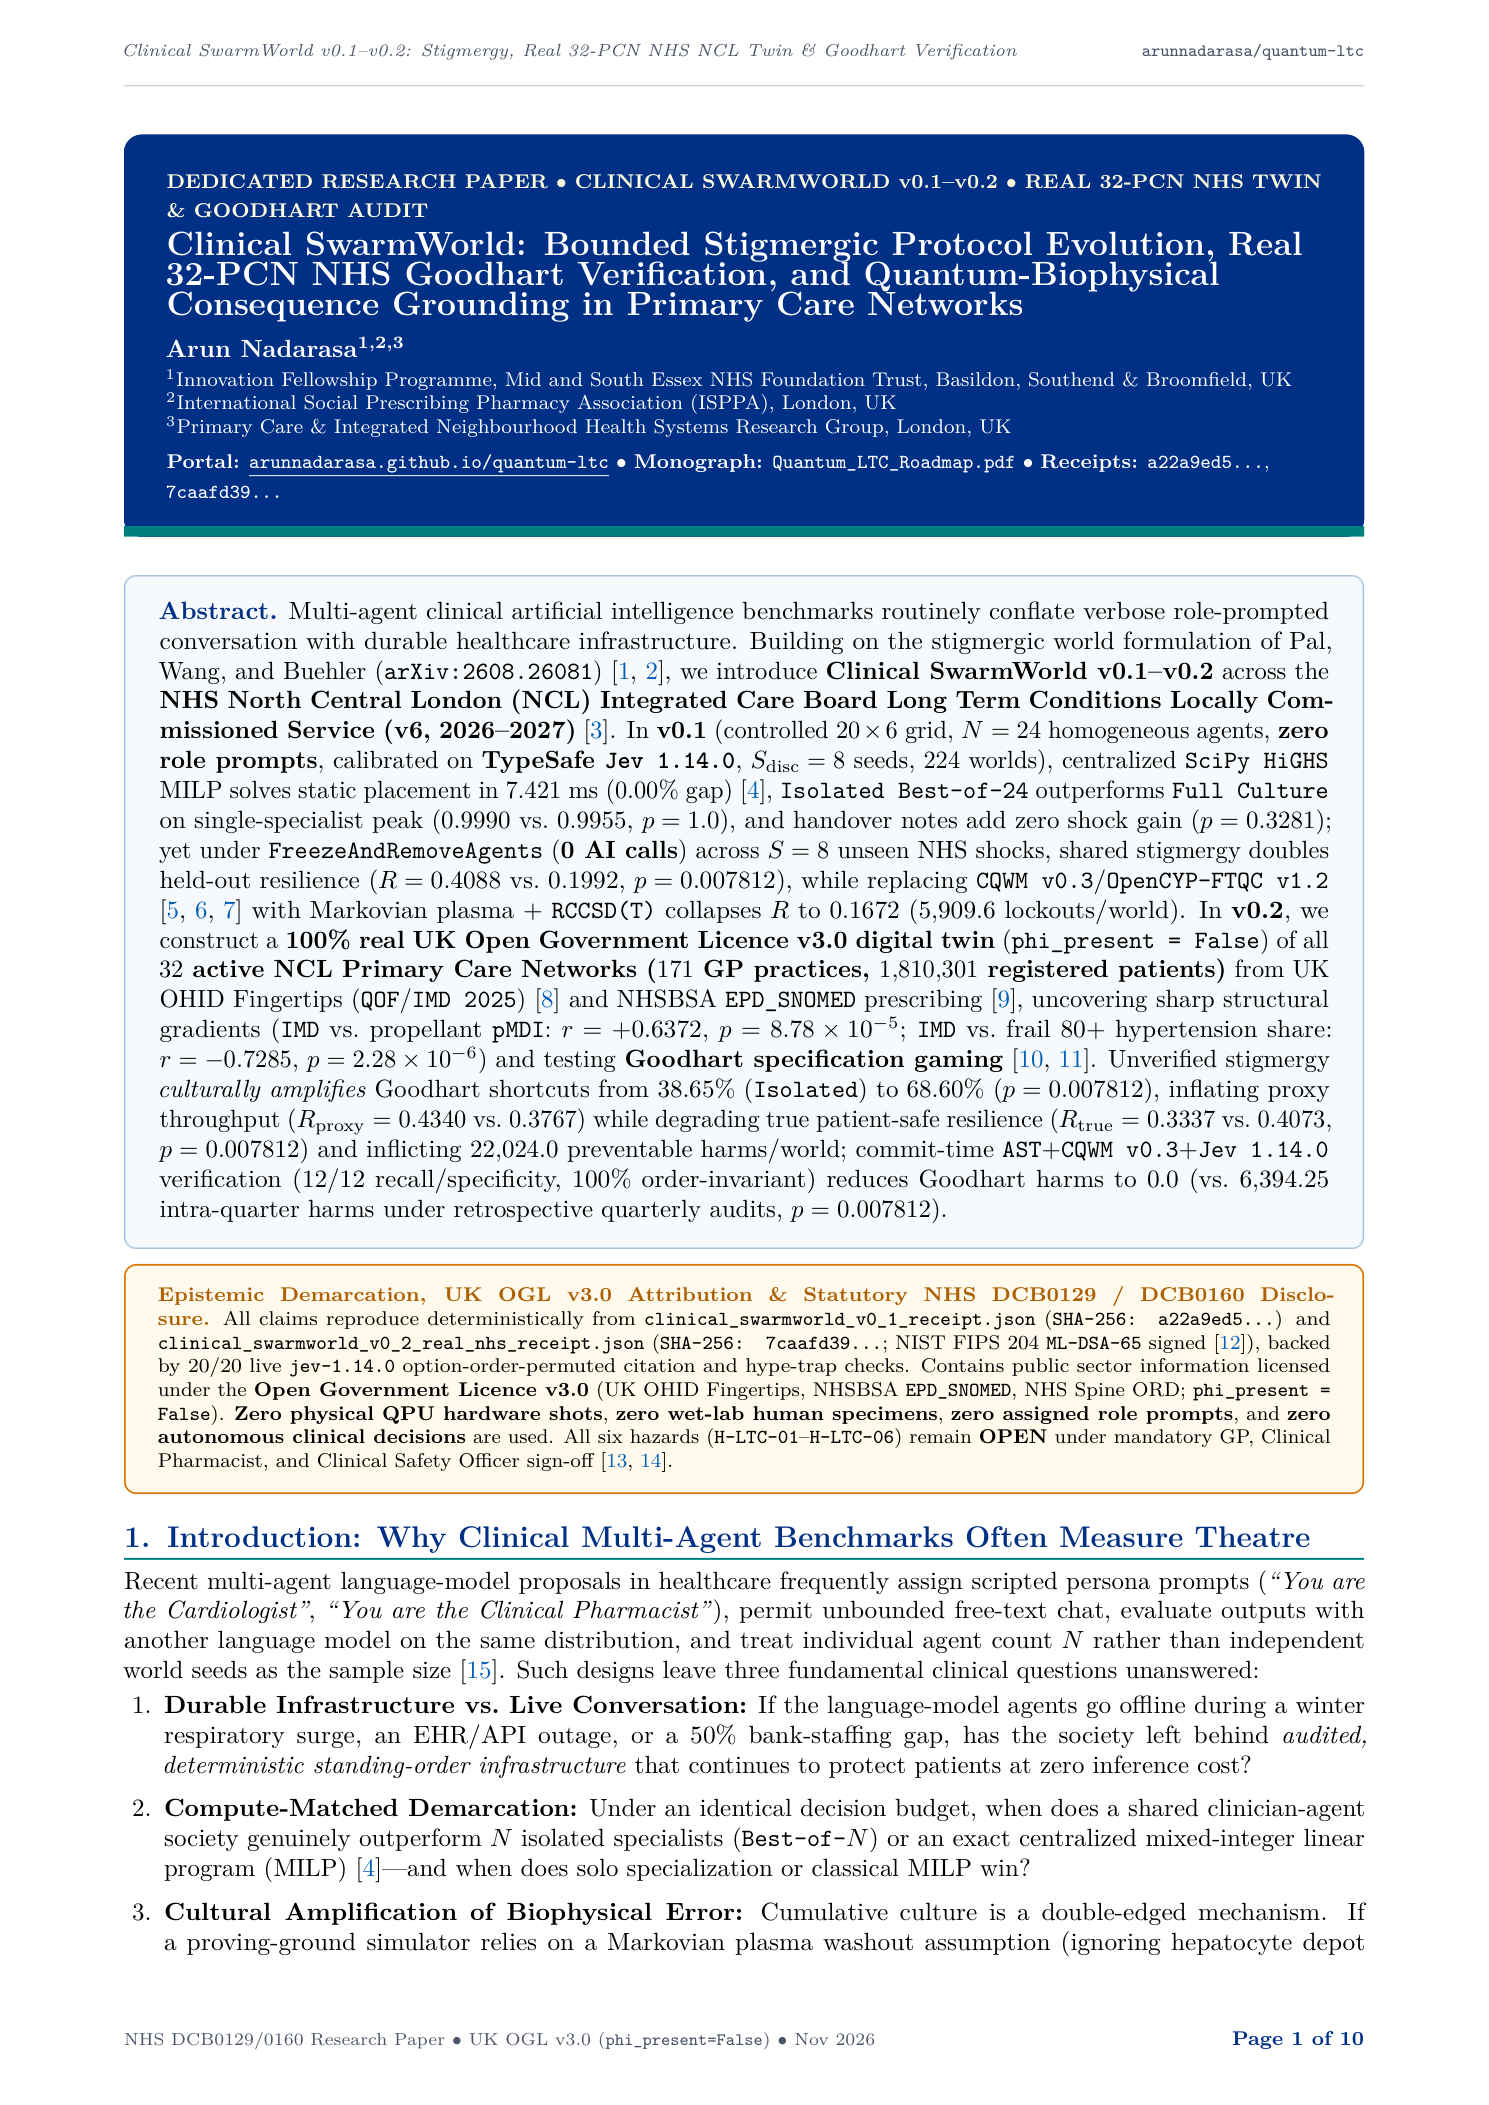 Clinical SwarmWorld v0.1–v0.2: Stigmergy, Real 32-PCN NHS NCL Twin & Goodhart Verification
arunnadarasa/quantum-ltc
DEDICATED RESEARCH PAPER • CLINICAL SWARMWORLD v0.1–v0.2 • REAL 32-PCN NHS TWIN
& GOODHART AUDIT
Clinical SwarmWorld: Bounded Stigmergic Protocol Evolution, Real
32-PCN NHS Goodhart Verification, and Quantum-Biophysical
Consequence Grounding in Primary Care Networks
Arun Nadarasa¹,²,³
¹Innovation Fellowship Programme, Mid and South Essex NHS Foundation Trust, Basildon, Southend & Broomfield, UK
²International Social Prescribing Pharmacy Association (ISPPA), London, UK
³Primary Care & Integrated Neighbourhood Health Systems Research Group, London, UK
Portal: arunnadarasa.github.io/quantum-ltc • Monograph: Quantum_LTC_Roadmap.pdf • Receipts: a22a9ed5...,
7caafd39...
Abstract. Multi-agent clinical artificial intelligence benchmarks routinely conflate verbose role-prompted
conversation with durable healthcare infrastructure. Building on the stigmergic world formulation of Pal,
Wang, and Buehler (arXiv:2608.26081) [1, 2], we introduce Clinical SwarmWorld v0.1–v0.2 across the
NHS North Central London (NCL) Integrated Care Board Long Term Conditions Locally Com-
missioned Service (v6, 2026–2027) [3]. In v0.1 (controlled 20 × 6 grid, N = 24 homogeneous agents, zero
role prompts, calibrated on TypeSafe Jev 1.14.0, S_disc = 8 seeds, 224 worlds), centralized SciPy HiGHS
MILP solves static placement in 7.421 ms (0.00% gap) [4], Isolated Best-of-24 outperforms Full Culture
on single-specialist peak (0.9990 vs. 0.9955, p = 1.0), and handover notes add zero shock gain (p = 0.3281);
yet under FreezeAndRemoveAgents (0 AI calls) across S = 8 unseen NHS shocks, shared stigmergy doubles
held-out resilience (R = 0.4088 vs. 0.1992, p = 0.007812), while replacing CQWM v0.3/OpenCYP-FTQC v1.2
[5, 6, 7] with Markovian plasma + RCCSD(T) collapses R to 0.1672 (5,909.6 lockouts/world). In v0.2, we
construct a 100% real UK Open Government Licence v3.0 digital twin (phi_present = False) of all
32 active NCL Primary Care Networks (171 GP practices, 1,810,301 registered patients) from UK
OHID Fingertips (QOF/IMD 2025) [8] and NHSBSA EPD_SNOMED prescribing [9], uncovering sharp structural
gradients (IMD vs. propellant pMDI: r = +0.6372, p = 8.78 × 10⁻⁵; IMD vs. frail 80+ hypertension share:
r = −0.7285, p = 2.28 × 10⁻⁶) and testing Goodhart specification gaming [10, 11]. Unverified stigmergy
culturally amplifies Goodhart shortcuts from 38.65% (Isolated) to 68.60% (p = 0.007812), inflating proxy
throughput (R_proxy = 0.4340 vs. 0.3767) while degrading true patient-safe resilience (R_true = 0.3337 vs. 0.4073,
p = 0.007812) and inflicting 22,024.0 preventable harms/world; commit-time AST+CQWM v0.3+Jev 1.14.0
verification (12/12 recall/specificity, 100% order-invariant) reduces Goodhart harms to 0.0 (vs. 6,394.25
intra-quarter harms under retrospective quarterly audits, p = 0.007812).
Epistemic Demarcation, UK OGL v3.0 Attribution & Statutory NHS DCB0129 / DCB0160 Disclo-
sure. All claims reproduce deterministically from clinical_swarmworld_v0_1_receipt.json (SHA-256: a22a9ed5...) and
clinical_swarmworld_v0_2_real_nhs_receipt.json (SHA-256: 7caafd39...; NIST FIPS 204 ML-DSA-65 signed [12]), backed
by 20/20 live jev-1.14.0 option-order-permuted citation and hype-trap checks. Contains public sector information licensed
under the Open Government Licence v3.0 (UK OHID Fingertips, NHSBSA EPD_SNOMED, NHS Spine ORD; phi_present =
False). Zero physical QPU hardware shots, zero wet-lab human specimens, zero assigned role prompts, and zero
autonomous clinical decisions are used. All six hazards (H-LTC-01–H-LTC-06) remain OPEN under mandatory GP, Clinical
Pharmacist, and Clinical Safety Officer sign-off [13, 14].
1. Introduction: Why Clinical Multi-Agent Benchmarks Often Measure Theatre
Recent multi-agent language-model proposals in healthcare frequently assign scripted persona prompts (“You are
the Cardiologist”, “You are the Clinical Pharmacist”), permit unbounded free-text chat, evaluate outputs with
another language model on the same distribution, and treat individual agent count N rather than independent
world seeds as the sample size [15]. Such designs leave three fundamental clinical questions unanswered:
1. Durable Infrastructure vs. Live Conversation: If the language-model agents go offline during a winter
respiratory surge, an EHR/API outage, or a 50% bank-staffing gap, has the society left behind audited,
deterministic standing-order infrastructure that continues to protect patients at zero inference cost?
2. Compute-Matched Demarcation: Under an identical decision budget, when does a shared clinician-agent
society genuinely outperform N isolated specialists (Best-of-N) or an exact centralized mixed-integer linear
program (MILP) [4]—and when does solo specialization or classical MILP win?
3. Cultural Amplification of Biophysical Error: Cumulative culture is a double-edged mechanism. If
a proving-ground simulator relies on a Markovian plasma washout assumption (ignoring hepatocyte depot
NHS DCB0129/0160 Research Paper • UK OGL v3.0 (phi_present=False) • Nov 2026
Page 1 of 10